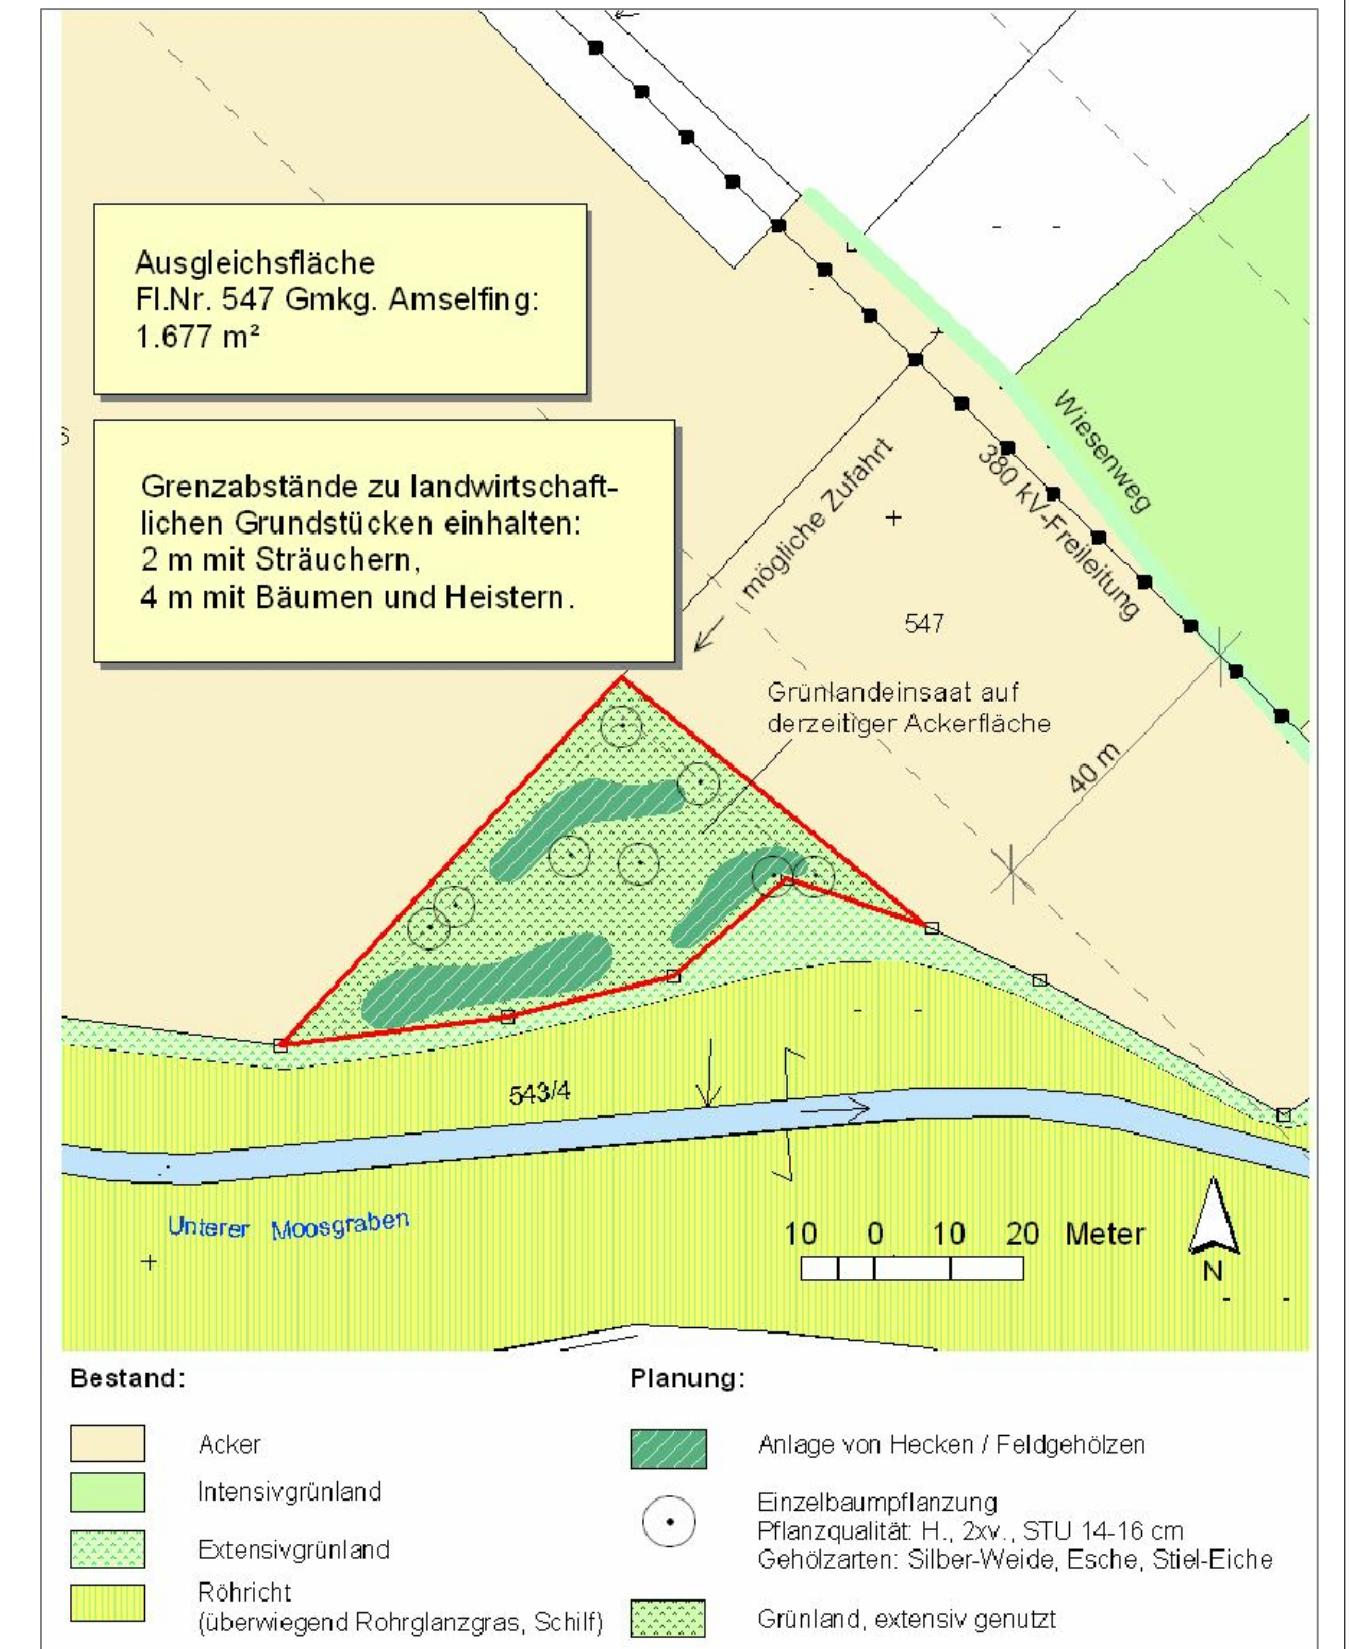 Ausgleichsfläche
Fl.Nr. 547 Gmkg. Amselfing:
1.677 m²
Grenzabstände zu landwirtschaft-
lichen Grundstücken einhalten:
2 m mit Sträuchern,
4 m mit Bäumen und Heistern.
Wiesenweg
380 kV-Freileitung
mögliche Zufahrt
547
Grünlandeinsaat auf
derzeitiger Ackerfläche
40 m
543/4
Unterer Moosgraben
10 0 10 20 Meter
N
Bestand:
Acker
Intensivgrünland
Extensivgrünland
Röhricht
(überwiegend Rohrglanzgras, Schilf)
Planung:
Anlage von Hecken / Feldgehölzen
Einzelbaumpflanzung
Pflanzqualität: H., 2xv., STU 14-16 cm
Gehölzarten: Silber-Weide, Esche, Stiel-Eiche
Grünland, extensiv genutzt